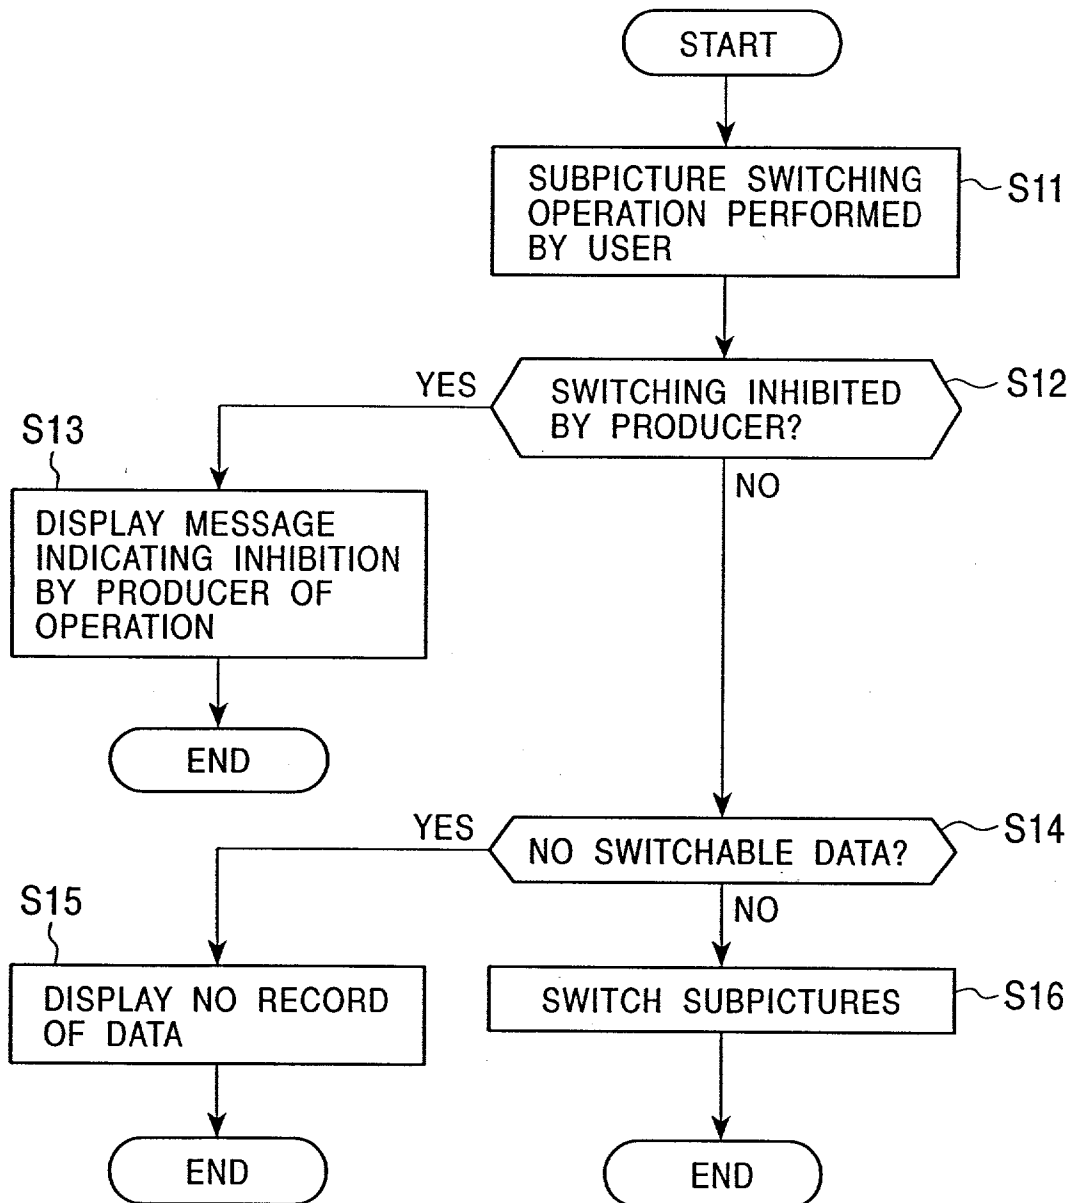 START
SUBPICTURE SWITCHING
OPERATION PERFORMED
BY USER
S11
SWITCHING INHIBITED
BY PRODUCER?
S12
YES
NO
S13
DISPLAY MESSAGE
INDICATING INHIBITION
BY PRODUCER OF
OPERATION
END
NO SWITCHABLE DATA?
S14
YES
NO
S15
DISPLAY NO RECORD
OF DATA
SWITCH SUBPICTURES
S16
END
END